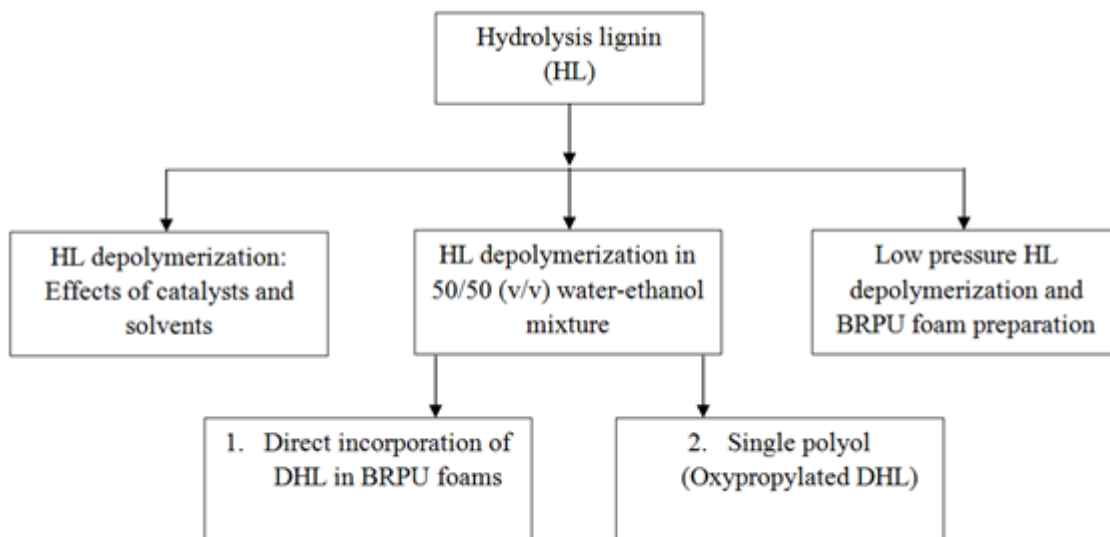 Hydrolysis lignin
(HL)
HL depolymerization:
Effects of catalysts and
solvents
HL depolymerization in
50/50 (v/v) water-ethanol
mixture
Low pressure HL
depolymerization and
BRPU foam preparation
1. Direct incorporation of
DHL in BRPU foams
2. Single polyol
(Oxypropylated DHL)